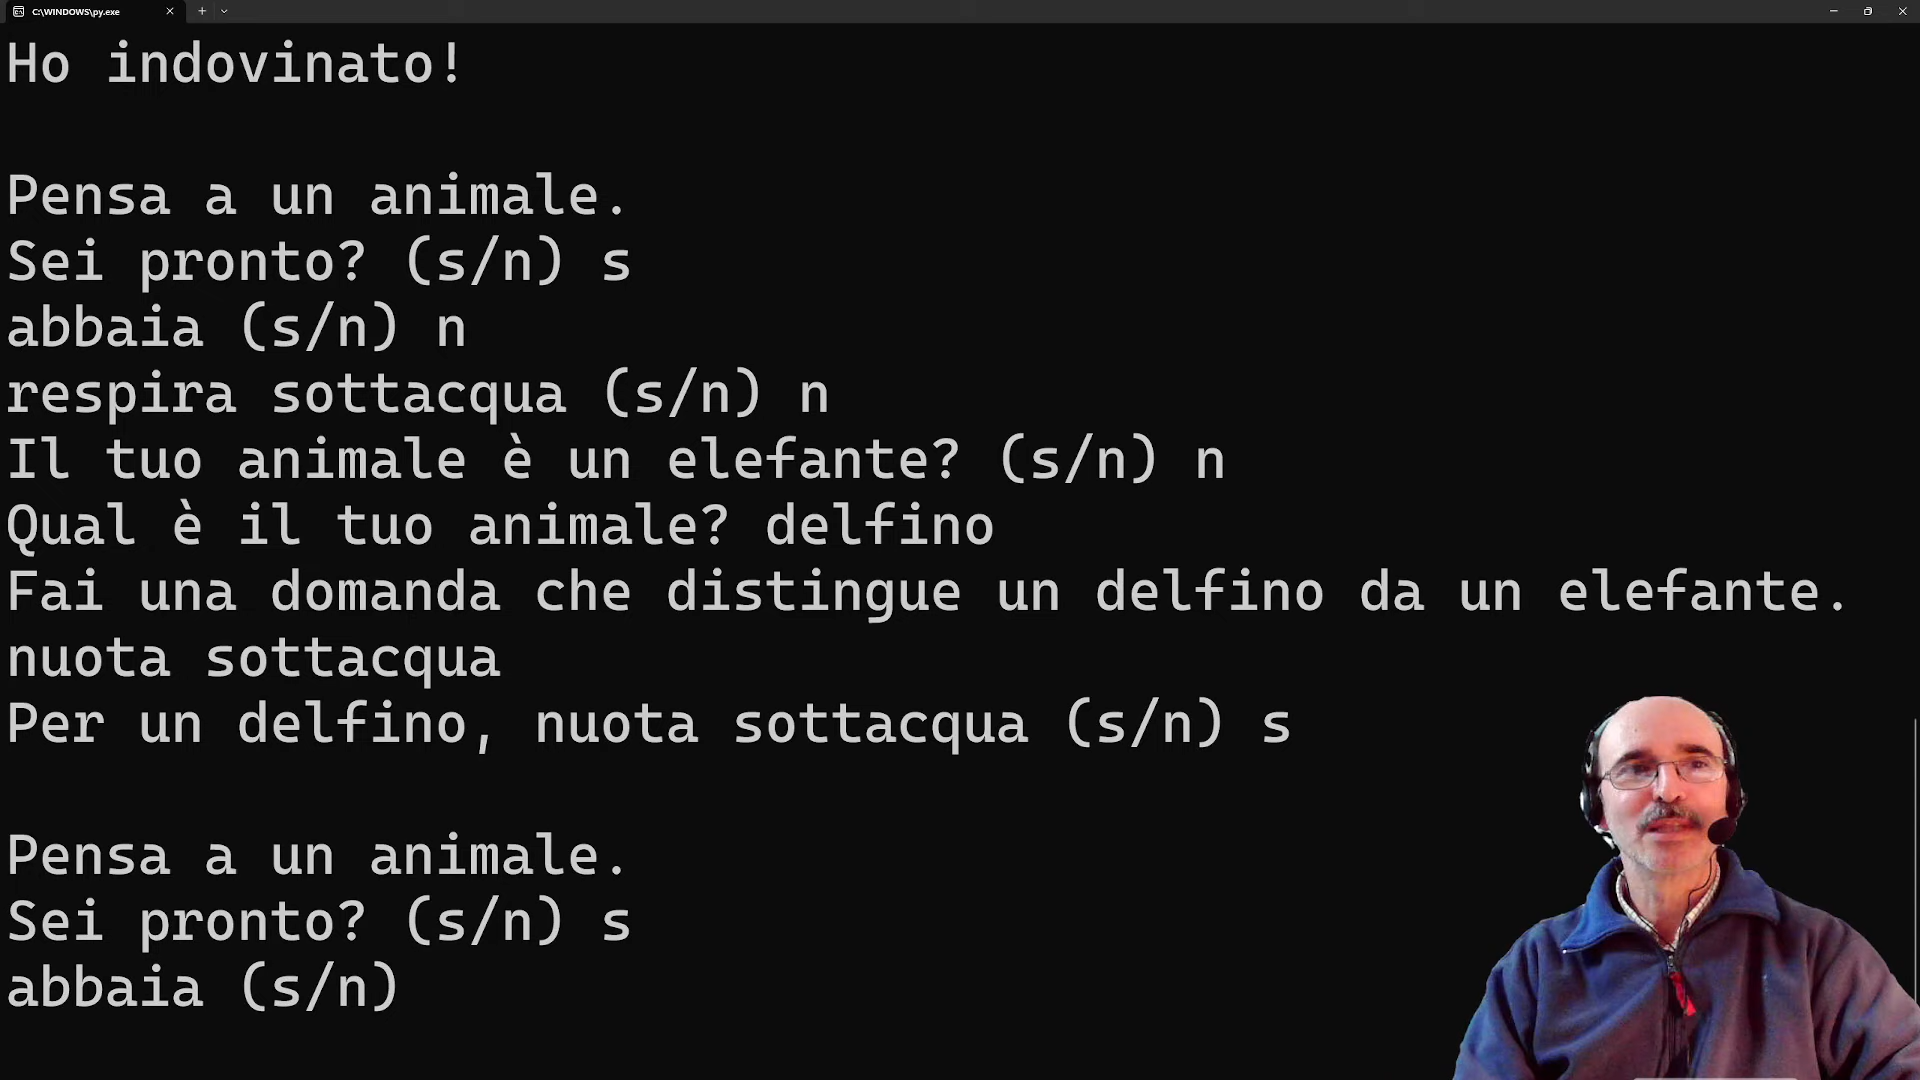 C:\WINDOWS\py.exe
Ho indovinato!
Pensa a un animale.
Sei pronto? (s/n) s
abbaia (s/n) n
respira sottacqua (s/n) n
Il tuo animale è un elefante? (s/n) n
Qual è il tuo animale? delfino
Fai una domanda che distingue un delfino da un elefante.
nuota sottacqua
Per un delfino, nuota sottacqua (s/n) s
Pensa a un animale.
Sei pronto? (s/n) s
abbaia (s/n)